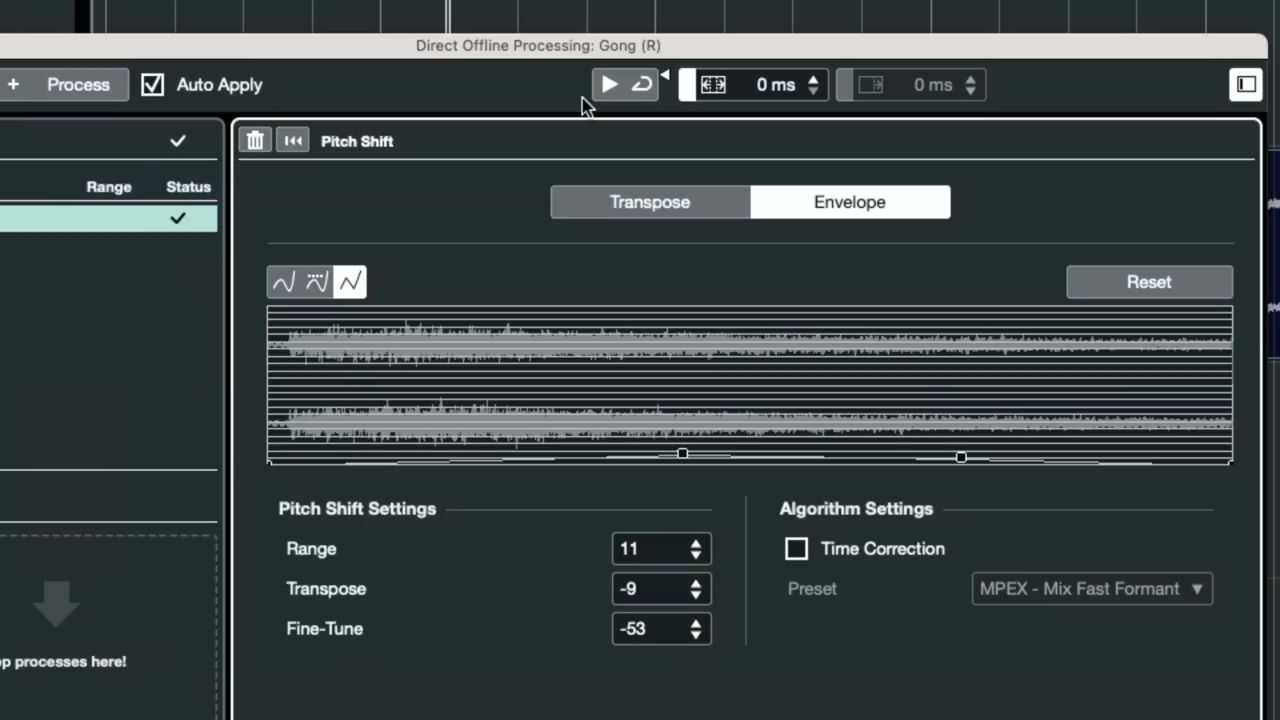 Direct Offline Processing: Gong (R)
+ Process Auto Apply 0 ms 0 ms
Pitch Shift
Range Status
Transpose Envelope
Reset
Pitch Shift Settings Algorithm Settings
Range 11 Time Correction
Transpose -9 Preset MPEX - Mix Fast Formant
Fine-Tune -53
processes here!